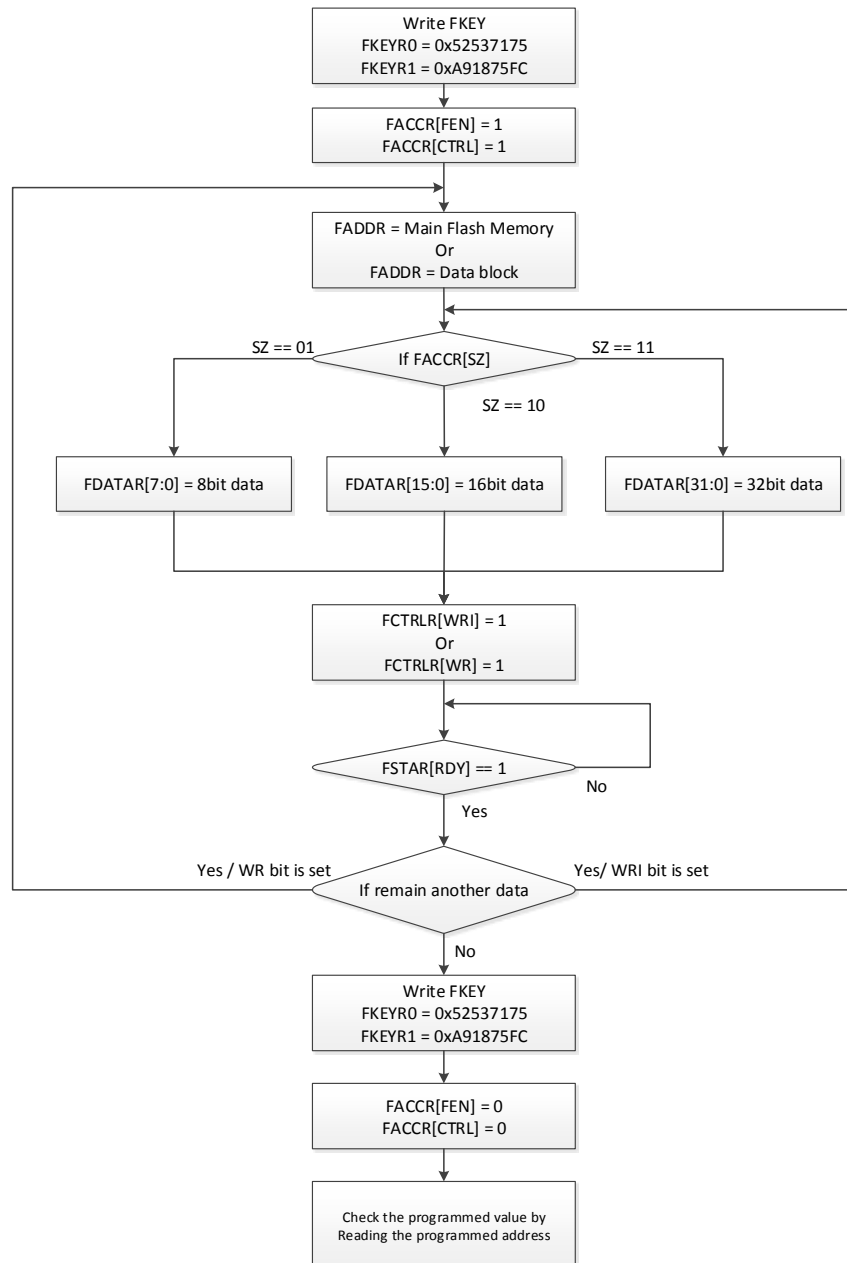 Write FKEY
FKEYR0 = 0x52537175
FKEYR1 = 0xA91875FC
FACCR[FEN] = 1
FACCR[CTRL] = 1
FADDR = Main Flash Memory
Or
FADDR = Data block
SZ == 01
If FACCR[SZ]
SZ == 11
SZ == 10
FDATAR[7:0] = 8bit data
FDATAR[15:0] = 16bit data
FDATAR[31:0] = 32bit data
FCTRLR[WRI] = 1
Or
FCTRLR[WR] = 1
FSTAR[RDY] == 1
No
Yes
Yes / WR bit is set
If remain another data
Yes/ WRI bit is set
No
Write FKEY
FKEYR0 = 0x52537175
FKEYR1 = 0xA91875FC
FACCR[FEN] = 0
FACCR[CTRL] = 0
Check the programmed value by
Reading the programmed address